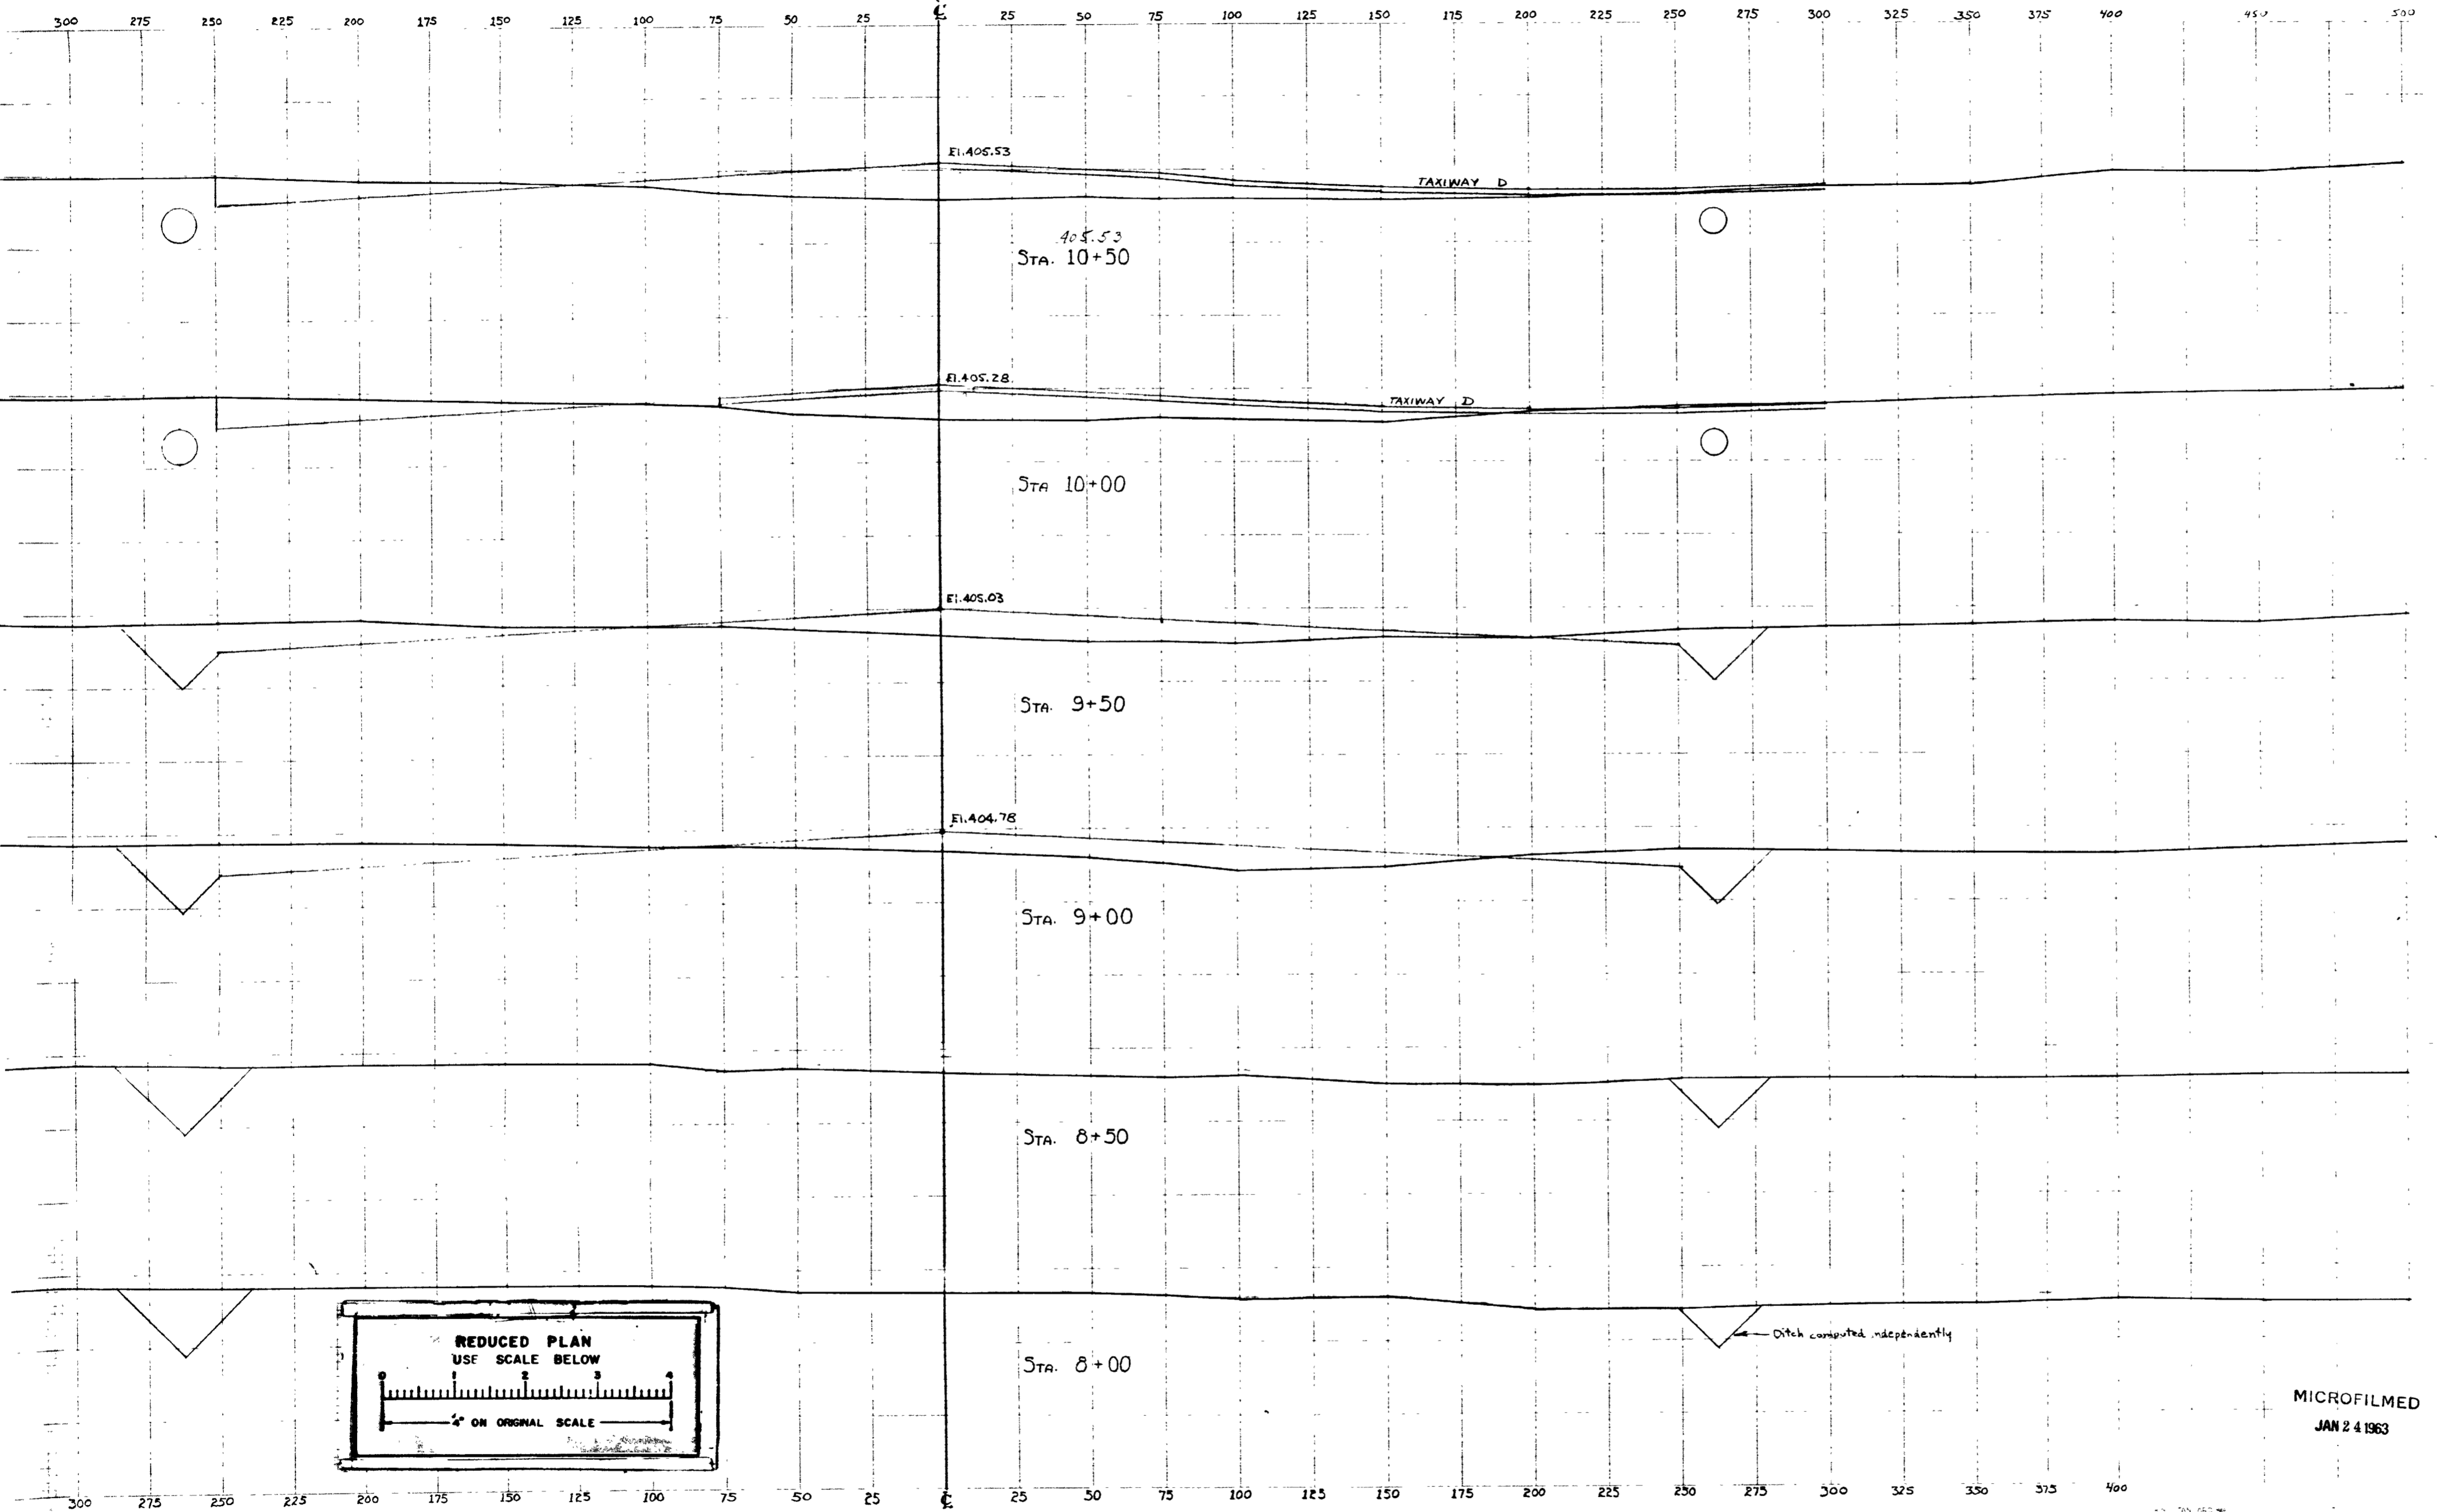 300 275 250 225 200 175 150 125 100 75 50 25 ℄ 25 50 75 100 125 150 175 200 225 250 275 300 325 350 375 400 450 500
El. 405.53
TAXIWAY D
405.53
STA. 10+50
El. 405.28
TAXIWAY D
STA 10+00
El. 405.03
STA. 9+50
El. 404.78
STA. 9+00
STA. 8+50
Ditch computed independently
STA. 8+00
REDUCED PLAN
USE SCALE BELOW
0 1 2 3 4
4" ON ORIGINAL SCALE
MICROFILMED
JAN 24 1963
300 275 250 225 200 175 150 125 100 75 50 25 ℄ 25 50 75 100 125 150 175 200 225 250 275 300 325 350 375 400